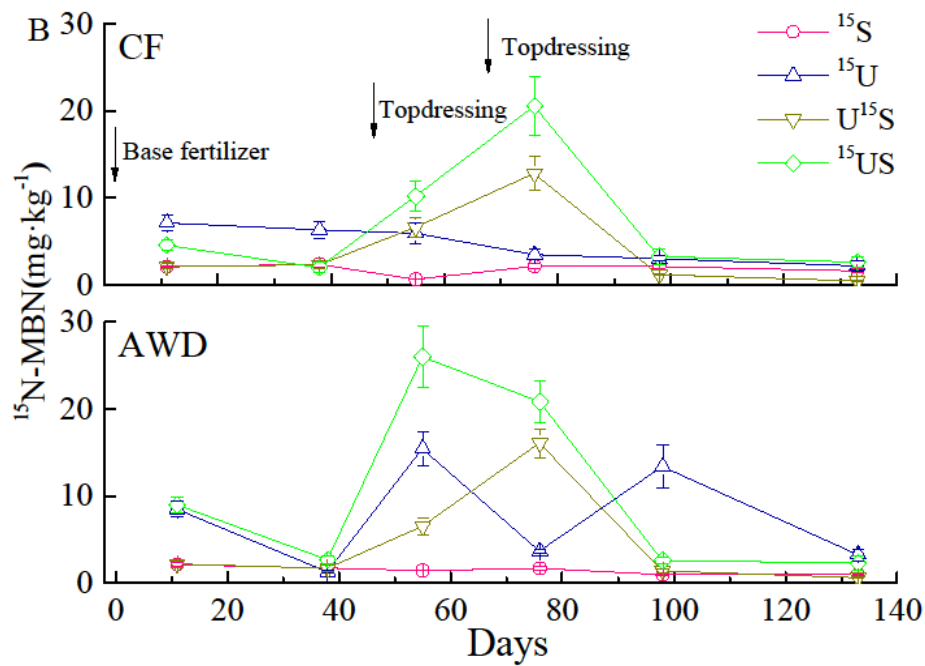 B
CF
30
20
10
0
Base fertilizer
Topdressing
Topdressing
¹⁵S
¹⁵U
U¹⁵S
¹⁵US
¹⁵N-MBN(mg·kg⁻¹)
AWD
30
20
10
0
0 20 40 60 80 100 120 140
Days